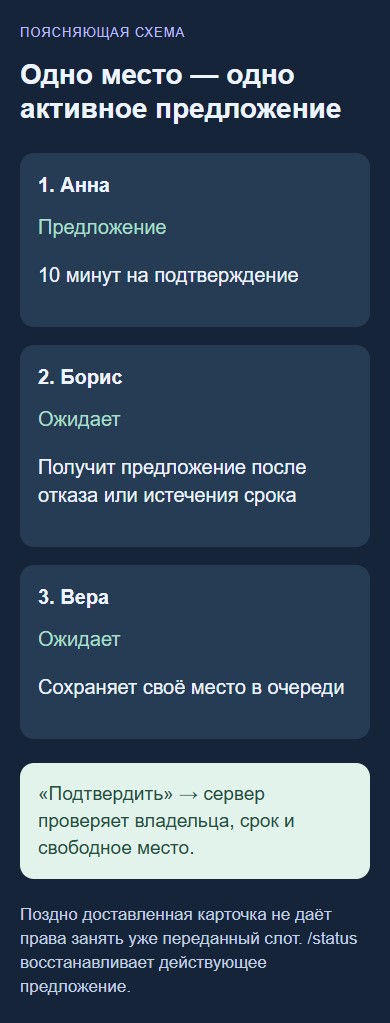 ПОЯСНЯЮЩАЯ СХЕМА
Одно место — одно
активное предложение
1. Анна
Предложение
10 минут на подтверждение
2. Борис
Ожидает
Получит предложение после
отказа или истечения срока
3. Вера
Ожидает
Сохраняет своё место в очереди
«Подтвердить» → сервер
проверяет владельца, срок и
свободное место.
Поздно доставленная карточка не даёт
права занять уже переданный слот. /status
восстанавливает действующее
предложение.